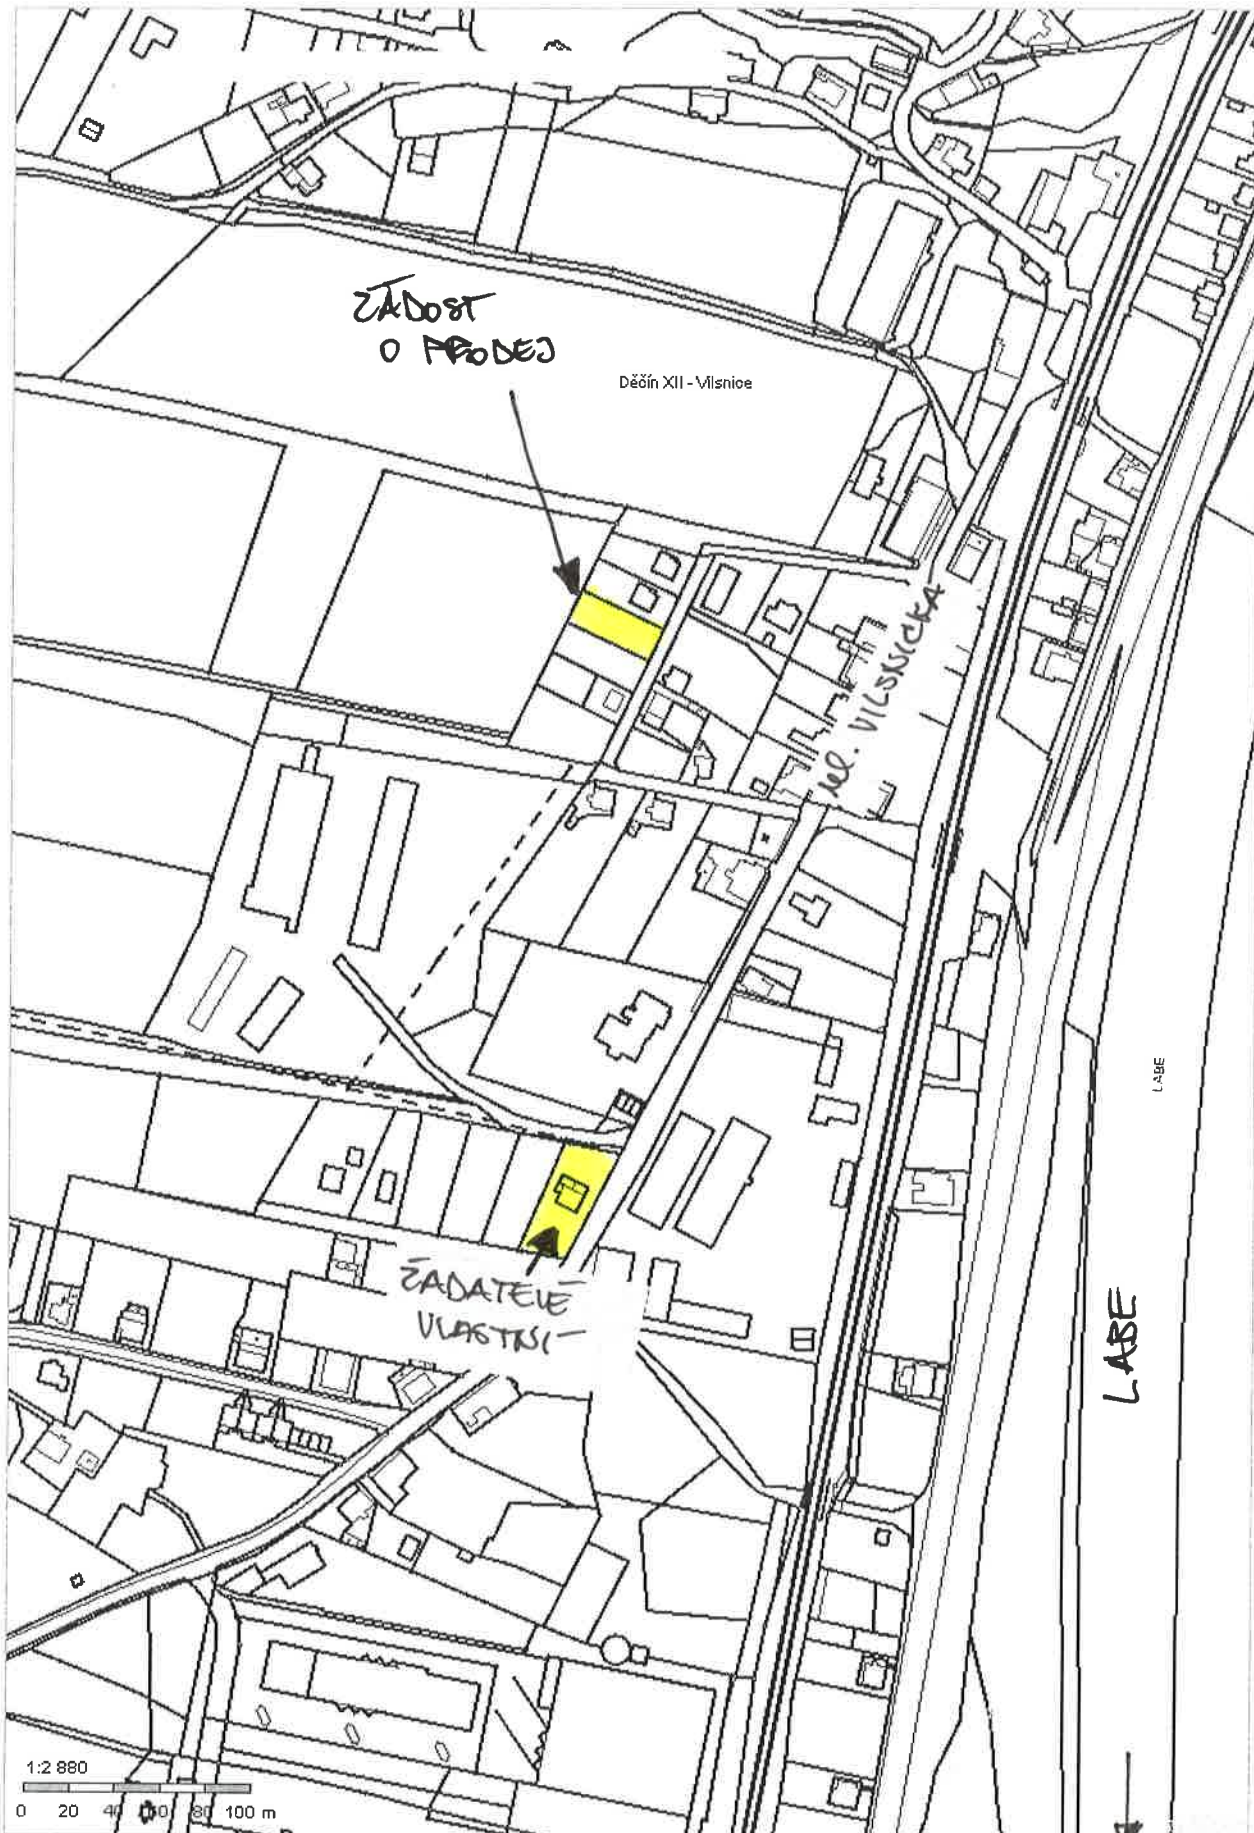 ŽÁDOST
O PRODEJ
Děčín XII - Vilsnice
ul. VILSNICKÁ
LABE
ŽADATELÉ
VLASTNÍ
LABE
1:2 880
0 20 40 60 80 100 m